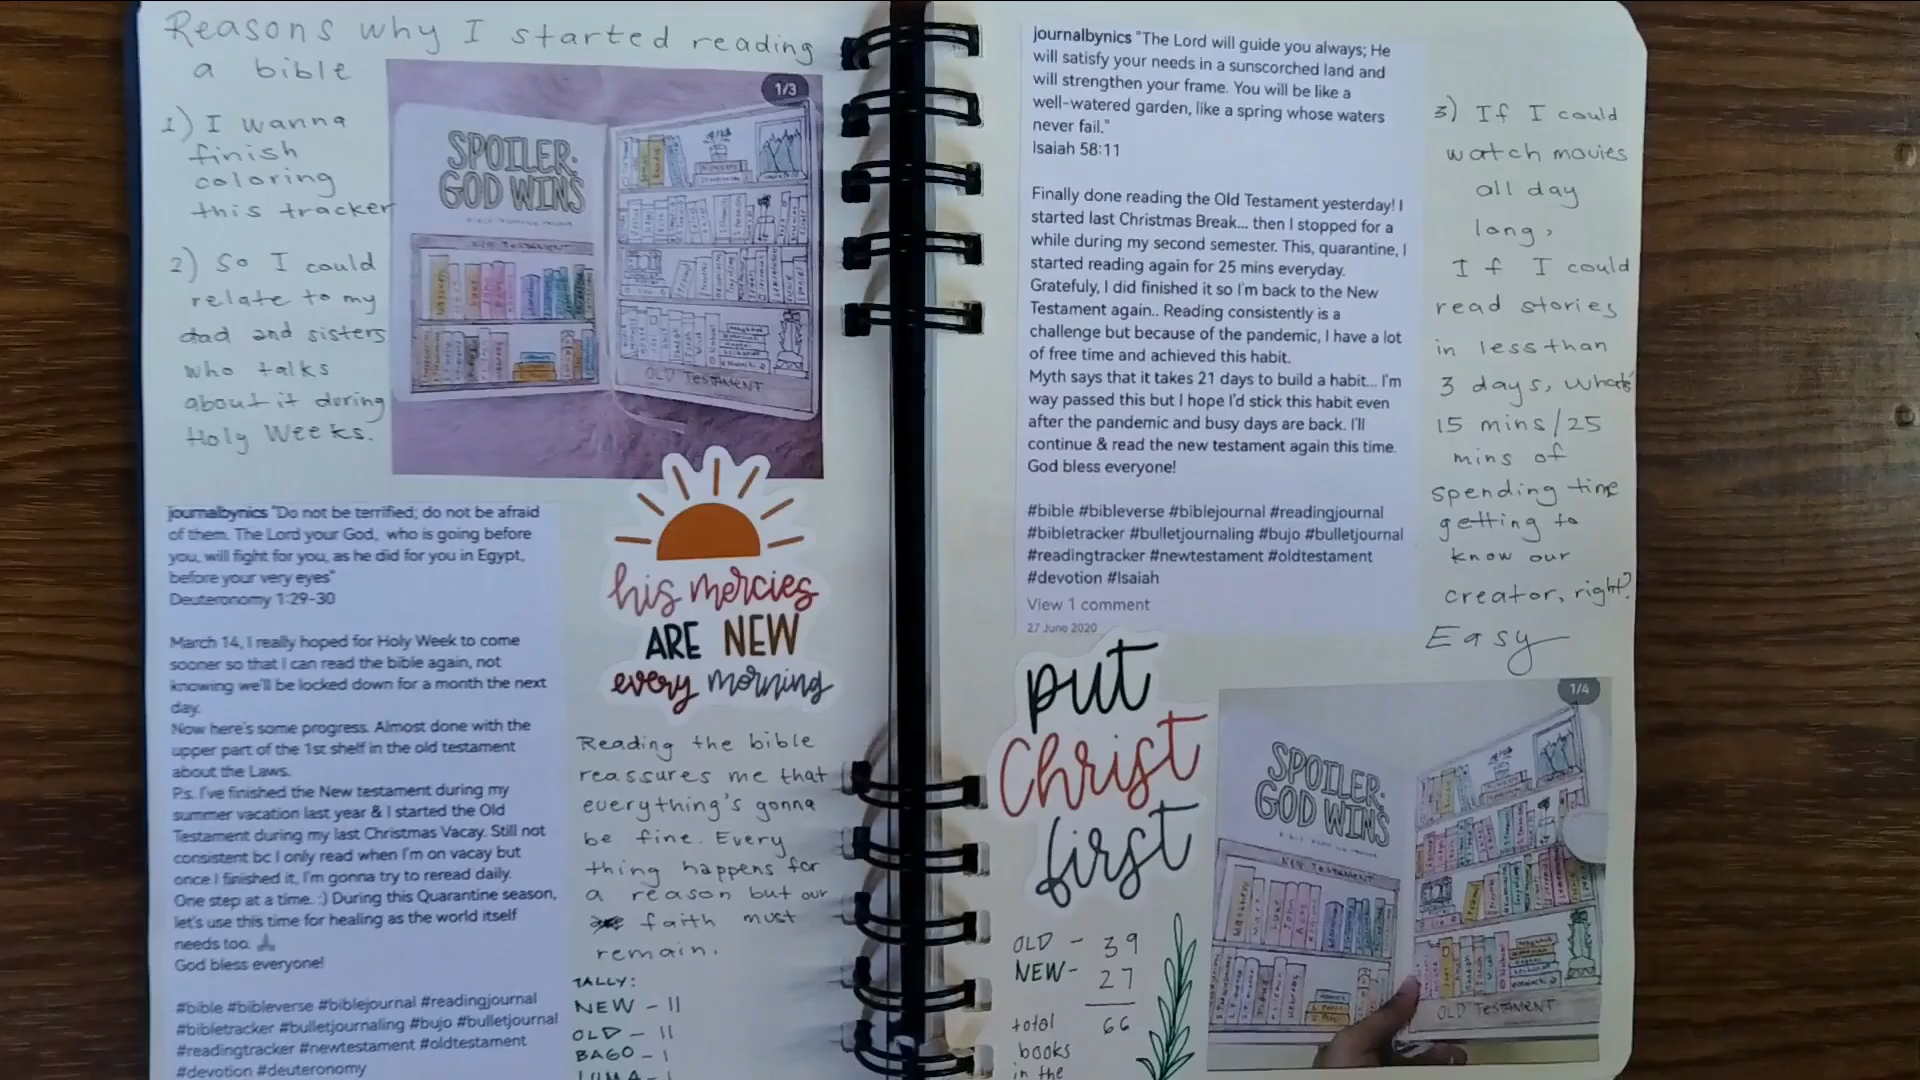 Reasons why I started reading
a bible
1) I wanna
finish
coloring
this tracker
2) So I could
relate to my
dad and sisters
who talks
about it during
Holy Weeks.
1/3
SPOILER:
GOD WINS
NEW TESTAMENT
OLD TESTAMENT
journalbynics "Do not be terrified; do not be afraid
of them. The Lord your God, who is going before
you, will fight for you, as he did for you in Egypt,
before your very eyes"
Deuteronomy 1:29-30
March 14, I really hoped for Holy Week to come
sooner so that I can read the bible again, not
knowing we'll be locked down for a month the next
day.
Now here's some progress. Almost done with the
upper part of the 1st shelf in the old testament
about the Laws.
P.s. I've finished the New testament during my
summer vacation last year & I started the Old
Testament during my last Christmas Vacay. Still not
consistent bc I only read when I'm on vacay but
once I finished it, I'm gonna try to reread daily.
One step at a time. :) During this Quarantine season,
let's use this time for healing as the world itself
needs too. 🙏
God bless everyone!
#bible #bibleverse #biblejournal #readingjournal
#bibletracker #bulletjournaling #bujo #bulletjournal
#readingtracker #newtestament #oldtestament
#devotion #deuteronomy
his mercies
ARE NEW
every morning
Reading the bible
reassures me that
everything's gonna
be fine. Every
thing happens for
a reason but our
faith must
remain.
TALLY:
NEW - II
OLD - II
BAGO - I
LUMA - I
journalbynics "The Lord will guide you always; He
will satisfy your needs in a sunscorched land and
will strengthen your frame. You will be like a
well-watered garden, like a spring whose waters
never fail."
Isaiah 58:11
Finally done reading the Old Testament yesterday! I
started last Christmas Break... then I stopped for a
while during my second semester. This, quarantine, I
started reading again for 25 mins everyday.
Gratefuly, I did finished it so I'm back to the New
Testament again.. Reading consistently is a
challenge but because of the pandemic, I have a lot
of free time and achieved this habit.
Myth says that it takes 21 days to build a habit... I'm
way passed this but I hope I'd stick this habit even
after the pandemic and busy days are back. I'll
continue & read the new testament again this time.
God bless everyone!
#bible #bibleverse #biblejournal #readingjournal
#bibletracker #bulletjournaling #bujo #bulletjournal
#readingtracker #newtestament #oldtestament
#devotion #Isaiah
View 1 comment
27 June 2020
3) If I could
watch movies
all day
long,
If I could
read stories
in less than
3 days, what's
15 mins/25
mins of
spending time
getting to
know our
creator, right?
Easy
put
Christ
first
OLD - 39
NEW - 27
total 66
books
in the
1/4
SPOILER:
GOD WINS
NEW TESTAMENT
OLD TESTAMENT